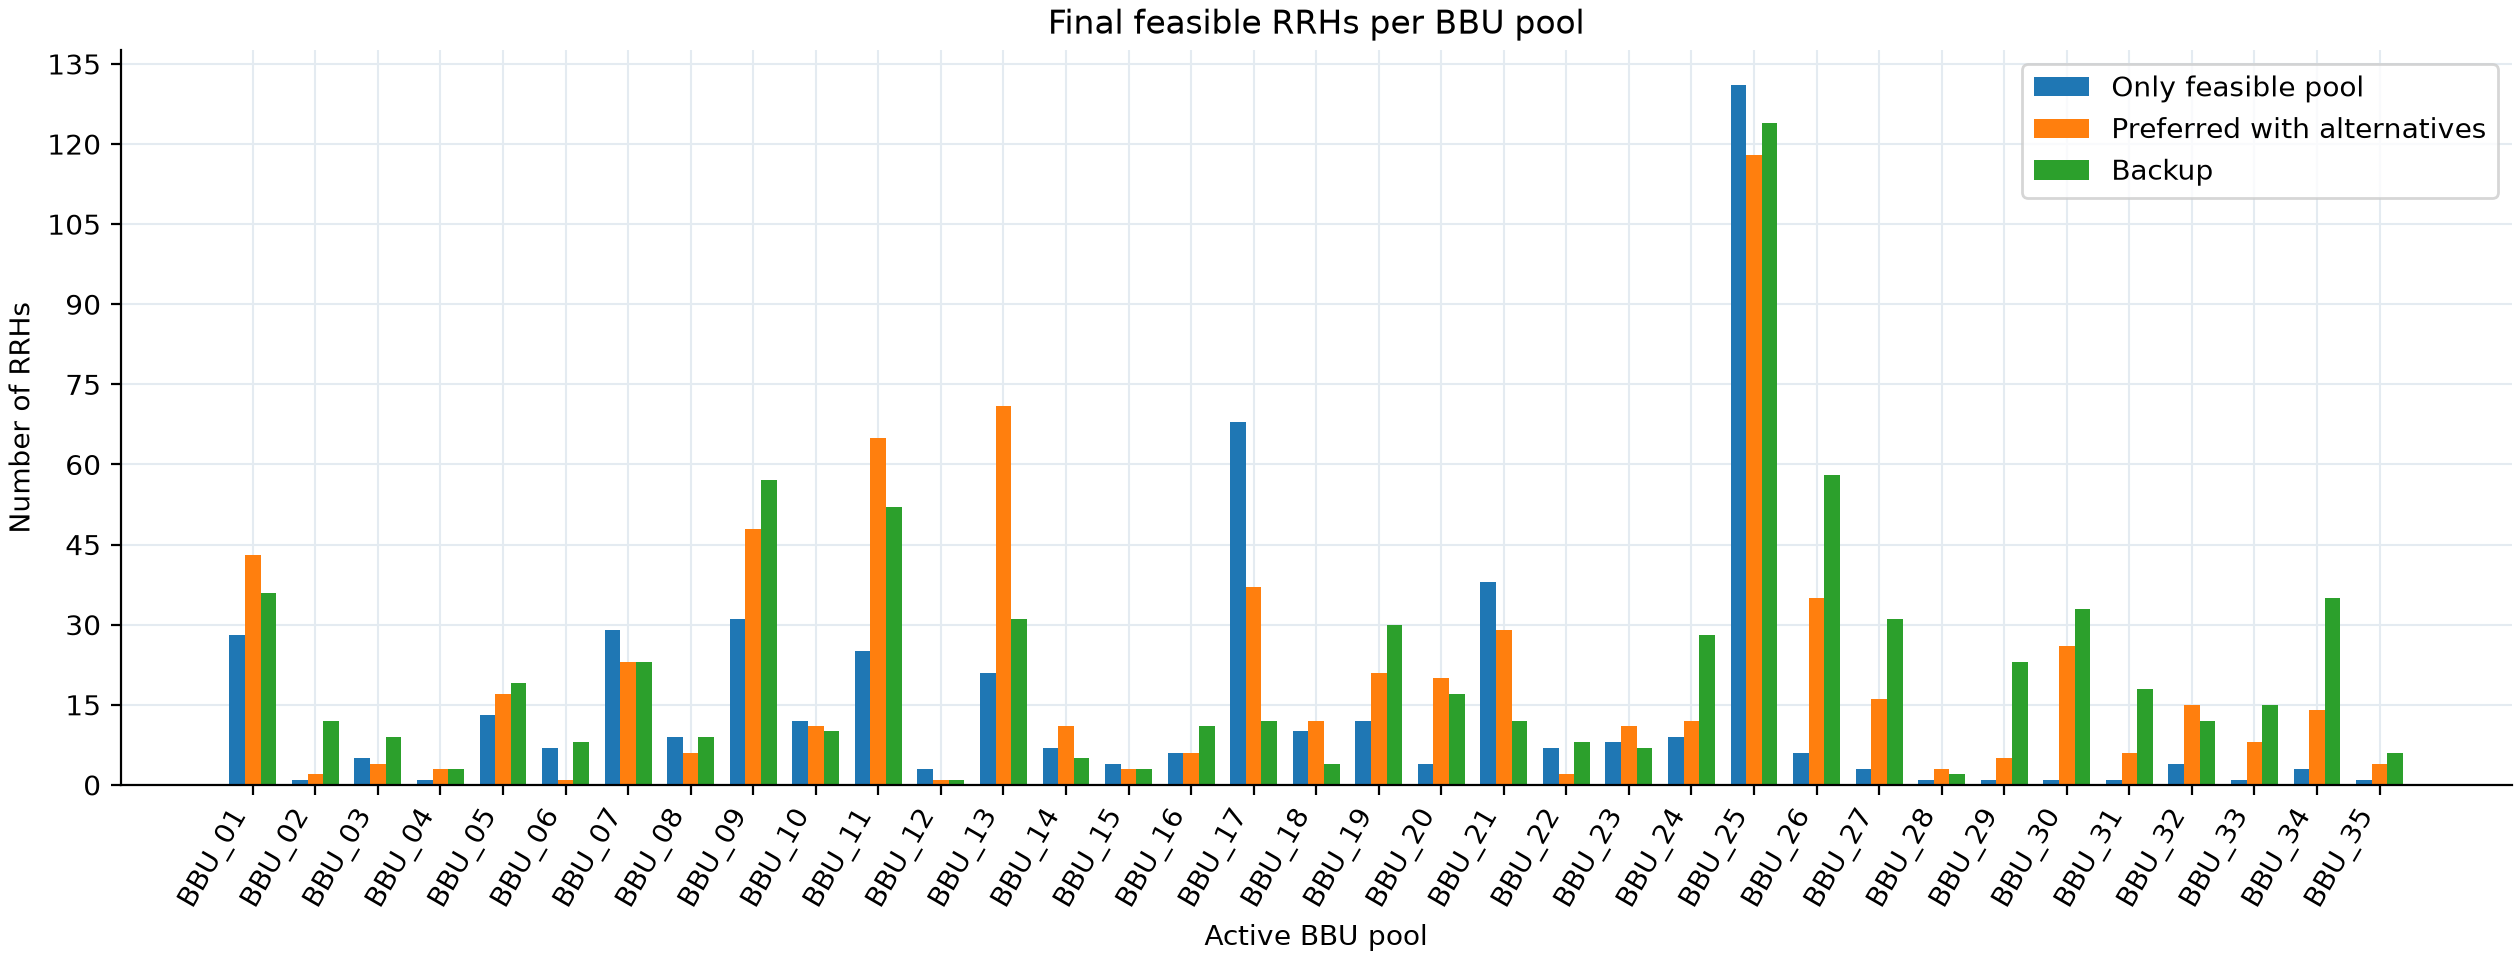 Final feasible RRHs per BBU pool
Number of RRHs
135
120
105
90
75
60
45
30
15
0
Only feasible pool
Preferred with alternatives
Backup
BBU_01
BBU_02
BBU_03
BBU_04
BBU_05
BBU_06
BBU_07
BBU_08
BBU_09
BBU_10
BBU_11
BBU_12
BBU_13
BBU_14
BBU_15
BBU_16
BBU_17
BBU_18
BBU_19
BBU_20
BBU_21
BBU_22
BBU_23
BBU_24
BBU_25
BBU_26
BBU_27
BBU_28
BBU_29
BBU_30
BBU_31
BBU_32
BBU_33
BBU_34
BBU_35
Active BBU pool